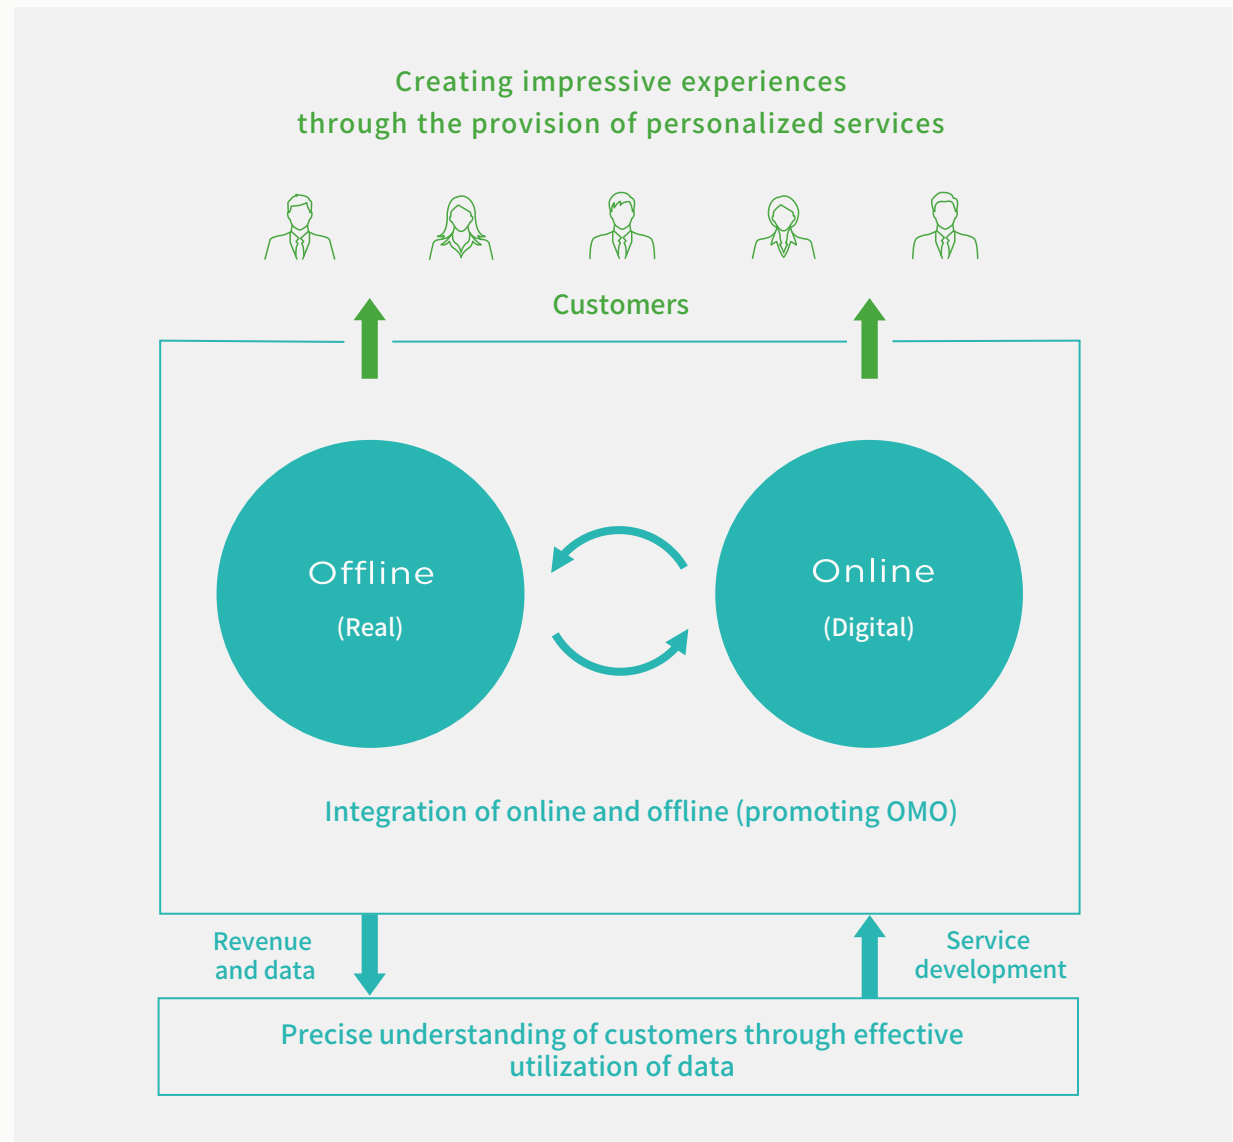 Creating impressive experiences
through the provision of personalized services
Customers
Offline
(Real)
Online
(Digital)
Integration of online and offline (promoting OMO)
Revenue
and data
Service
development
Precise understanding of customers through effective
utilization of data